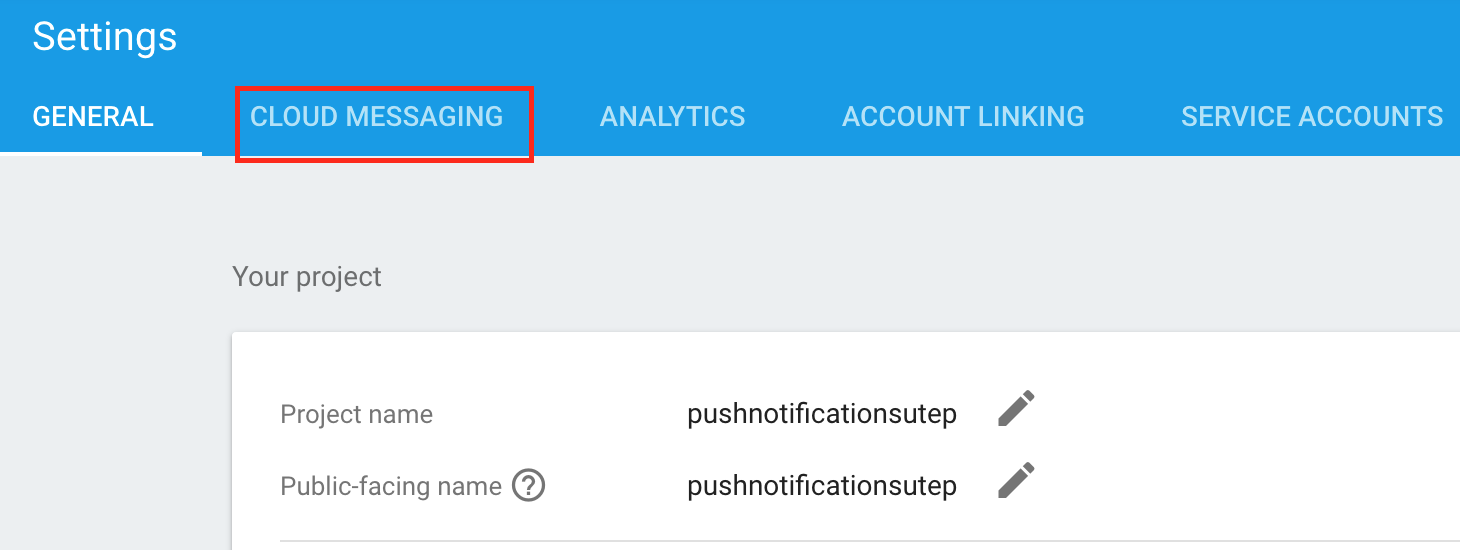 Settings
GENERAL CLOUD MESSAGING ANALYTICS ACCOUNT LINKING SERVICE ACCOUNTS
Your project
Project name pushnotificationsutep
Public-facing name ? pushnotificationsutep